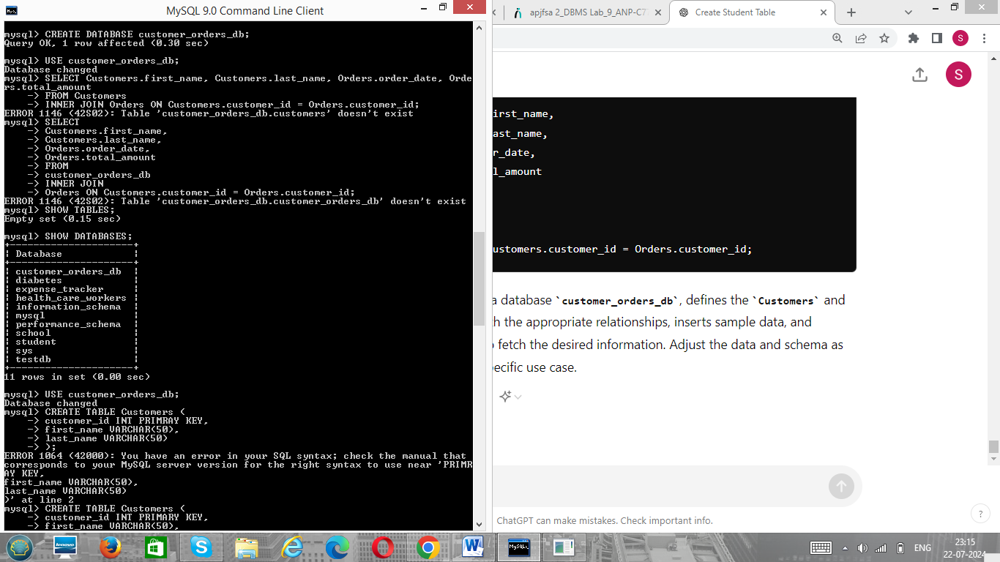 MySQL 9.0 Command Line Client
mysql> CREATE DATABASE customer_orders_db;
Query OK, 1 row affected (0.30 sec)
mysql> USE customer_orders_db;
Database changed
mysql> SELECT Customers.first_name, Customers.last_name, Orders.order_date, Orde
rs.total_amount
-> FROM Customers
-> INNER JOIN Orders ON Customers.customer_id = Orders.customer_id;
ERROR 1146 (42S02): Table 'customer_orders_db.customers' doesn't exist
mysql> SELECT
-> Customers.first_name,
-> Customers.last_name,
-> Orders.order_date,
-> Orders.total_amount
-> FROM
-> customer_orders_db
-> INNER JOIN
-> Orders ON Customers.customer_id = Orders.customer_id;
ERROR 1146 (42S02): Table 'customer_orders_db.customer_orders_db' doesn't exist
mysql> SHOW TABLES;
Empty set (0.15 sec)
mysql> SHOW DATABASES;
+--------------------+
| Database |
+--------------------+
| customer_orders_db |
| diabetes |
| expense_tracker |
| health_care_workers |
| information_schema |
| mysql |
| performance_schema |
| school |
| student |
| sys |
| testdb |
+--------------------+
11 rows in set (0.00 sec)
mysql> USE customer_orders_db;
Database changed
mysql> CREATE TABLE Customers (
-> customer_id INT PRIMRAY KEY,
-> first_name VARCHAR(50),
-> last_name VARCHAR(50)
-> );
ERROR 1064 (42000): You have an error in your SQL syntax; check the manual that
corresponds to your MySQL server version for the right syntax to use near 'PRIMR
AY KEY,
first_name VARCHAR(50),
last_name VARCHAR(50)
)' at line 2
mysql> CREATE TABLE Customers (
-> customer_id INT PRIMARY KEY,
-> first_name VARCHAR(50),
apjfsa 2_DBMS Lab_9_ANP-C7
Create Student Table
S
S
irst_name,
ast_name,
r_date,
l_amount
ustomers.customer_id = Orders.customer_id;
a database `customer_orders_db`, defines the `Customers` and
th the appropriate relationships, inserts sample data, and
o fetch the desired information. Adjust the data and schema as
pecific use case.
ChatGPT can make mistakes. Check important info.
?
lenovo
MySQL
ENG
23:15
22-07-2024